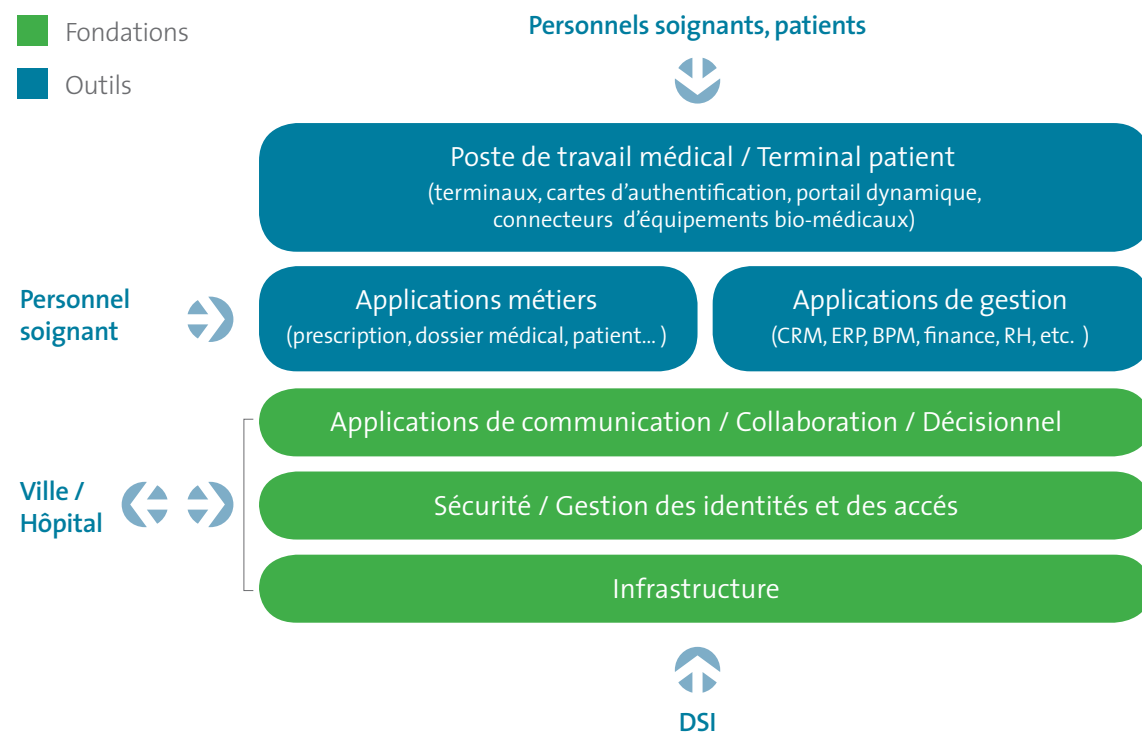 Fondations
Outils
Personnels soignants, patients
Poste de travail médical / Terminal patient
(terminaux, cartes d’authentification, portail dynamique,
connecteurs d’équipements bio-médicaux)
Personnel
soignant
Applications métiers
(prescription, dossier médical, patient... )
Applications de gestion
(CRM, ERP, BPM, finance, RH, etc. )
Ville /
Hôpital
Applications de communication / Collaboration / Décisionnel
Sécurité / Gestion des identités et des accés
Infrastructure
DSI